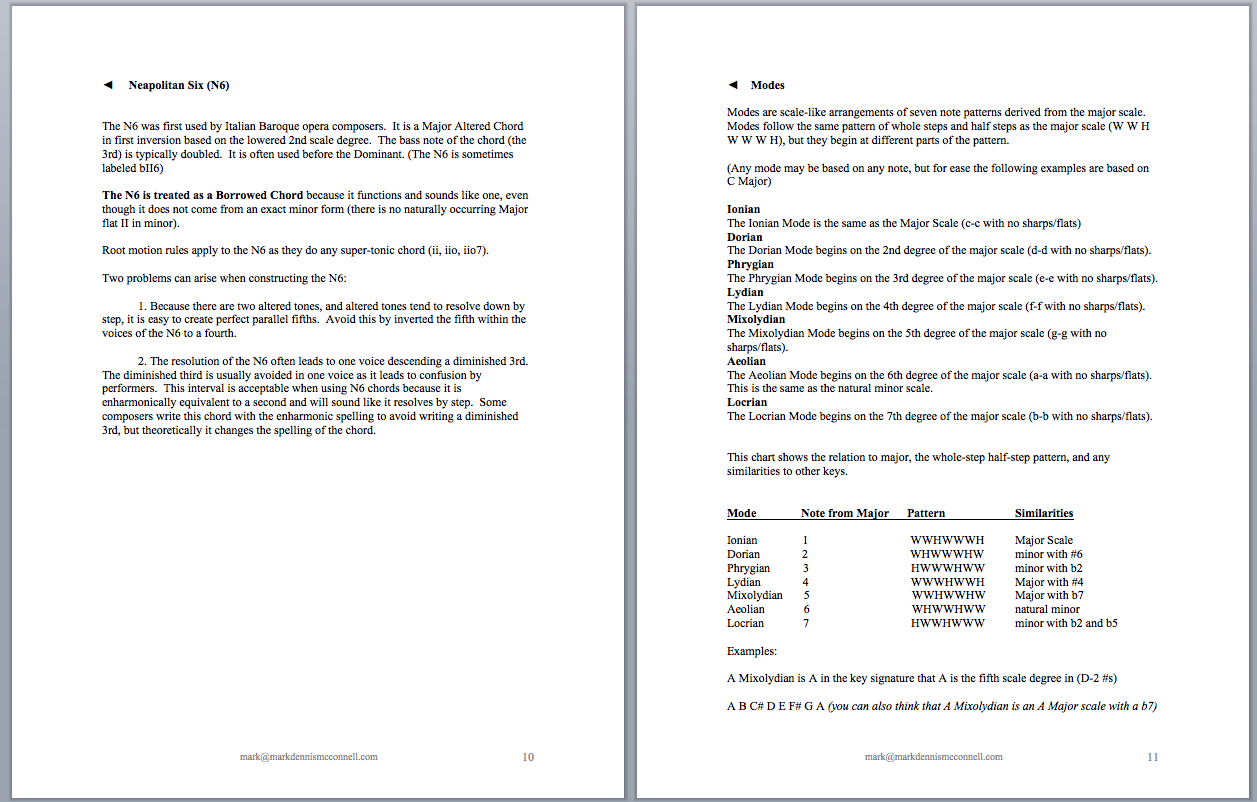 ◄ Neapolitan Six (N6)
The N6 was first used by Italian Baroque opera composers. It is a Major Altered Chord
in first inversion based on the lowered 2nd scale degree. The bass note of the chord (the
3rd) is typically doubled. It is often used before the Dominant. (The N6 is sometimes
labeled bII6)
The N6 is treated as a Borrowed Chord because it functions and sounds like one, even
though it does not come from an exact minor form (there is no naturally occurring Major
flat II in minor).
Root motion rules apply to the N6 as they do any super-tonic chord (ii, iio, iio7).
Two problems can arise when constructing the N6:
1. Because there are two altered tones, and altered tones tend to resolve down by
step, it is easy to create perfect parallel fifths. Avoid this by inverted the fifth within the
voices of the N6 to a fourth.
2. The resolution of the N6 often leads to one voice descending a diminished 3rd.
The diminished third is usually avoided in one voice as it leads to confusion by
performers. This interval is acceptable when using N6 chords because it is
enharmonically equivalent to a second and will sound like it resolves by step. Some
composers write this chord with the enharmonic spelling to avoid writing a diminished
3rd, but theoretically it changes the spelling of the chord.
mark@markdennismcconnell.com 10
◄ Modes
Modes are scale-like arrangements of seven note patterns derived from the major scale.
Modes follow the same pattern of whole steps and half steps as the major scale (W W H
W W W H), but they begin at different parts of the pattern.
(Any mode may be based on any note, but for ease the following examples are based on
C Major)
Ionian
The Ionian Mode is the same as the Major Scale (c-c with no sharps/flats)
Dorian
The Dorian Mode begins on the 2nd degree of the major scale (d-d with no sharps/flats).
Phrygian
The Phrygian Mode begins on the 3rd degree of the major scale (e-e with no sharps/flats).
Lydian
The Lydian Mode begins on the 4th degree of the major scale (f-f with no sharps/flats).
Mixolydian
The Mixolydian Mode begins on the 5th degree of the major scale (g-g with no
sharps/flats).
Aeolian
The Aeolian Mode begins on the 6th degree of the major scale (a-a with no sharps/flats).
This is the same as the natural minor scale.
Locrian
The Locrian Mode begins on the 7th degree of the major scale (b-b with no sharps/flats).
This chart shows the relation to major, the whole-step half-step pattern, and any
similarities to other keys.
Mode Note from Major Pattern Similarities
Ionian 1 WWHWWWH Major Scale
Dorian 2 WHWWWHW minor with #6
Phrygian 3 HWWWHWW minor with b2
Lydian 4 WWWHWWH Major with #4
Mixolydian 5 WWHWWHW Major with b7
Aeolian 6 WHWWHWW natural minor
Locrian 7 HWWHWWW minor with b2 and b5
Examples:
A Mixolydian is A in the key signature that A is the fifth scale degree in (D-2 #s)
A B C# D E F# G A (you can also think that A Mixolydian is an A Major scale with a b7)
mark@markdennismcconnell.com 11